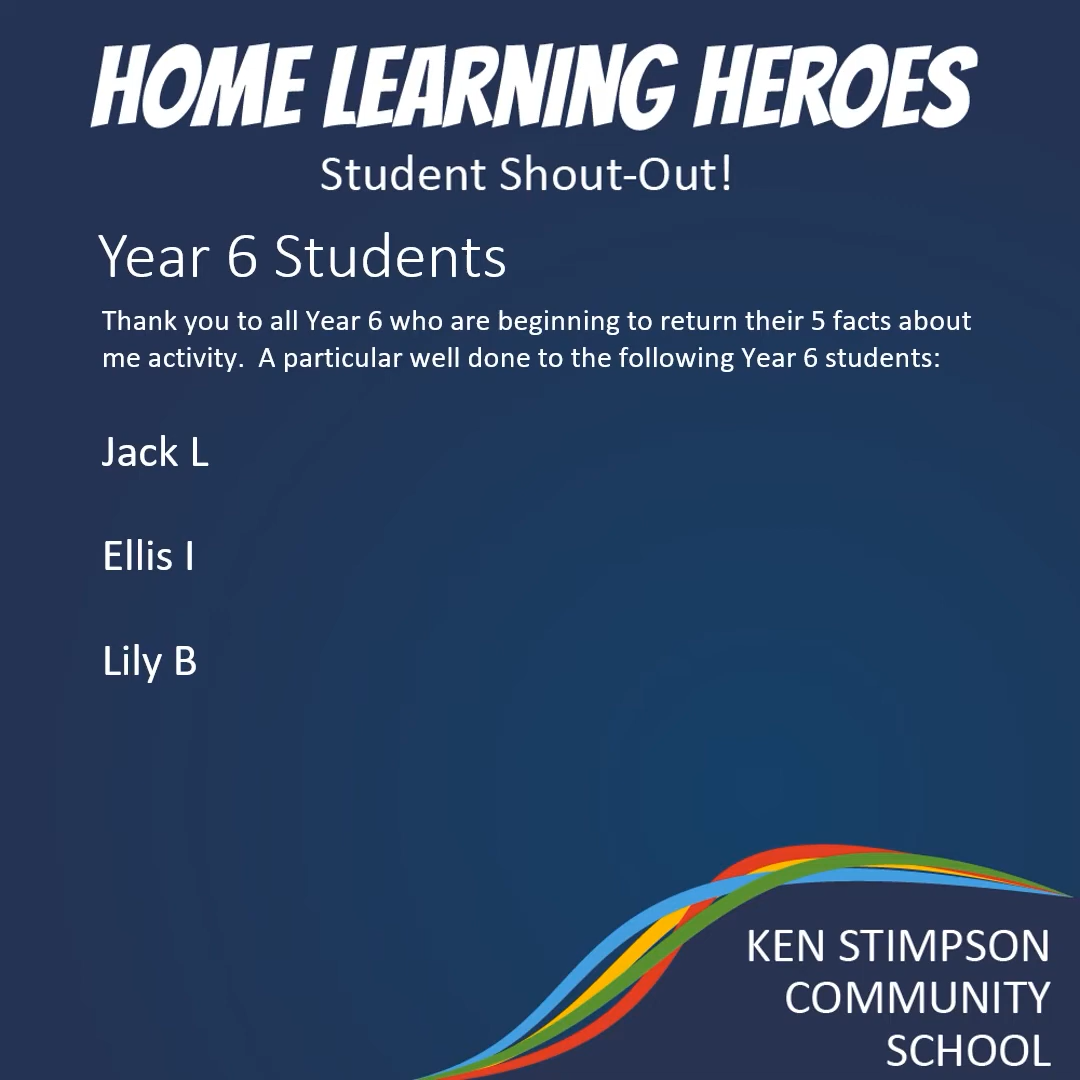 HOME LEARNING HEROES
Student Shout-Out!
Year 6 Students
Thank you to all Year 6 who are beginning to return their 5 facts about
me activity.  A particular well done to the following Year 6 students:
Jack L
Ellis I
Lily B
KEN STIMPSON
COMMUNITY
SCHOOL